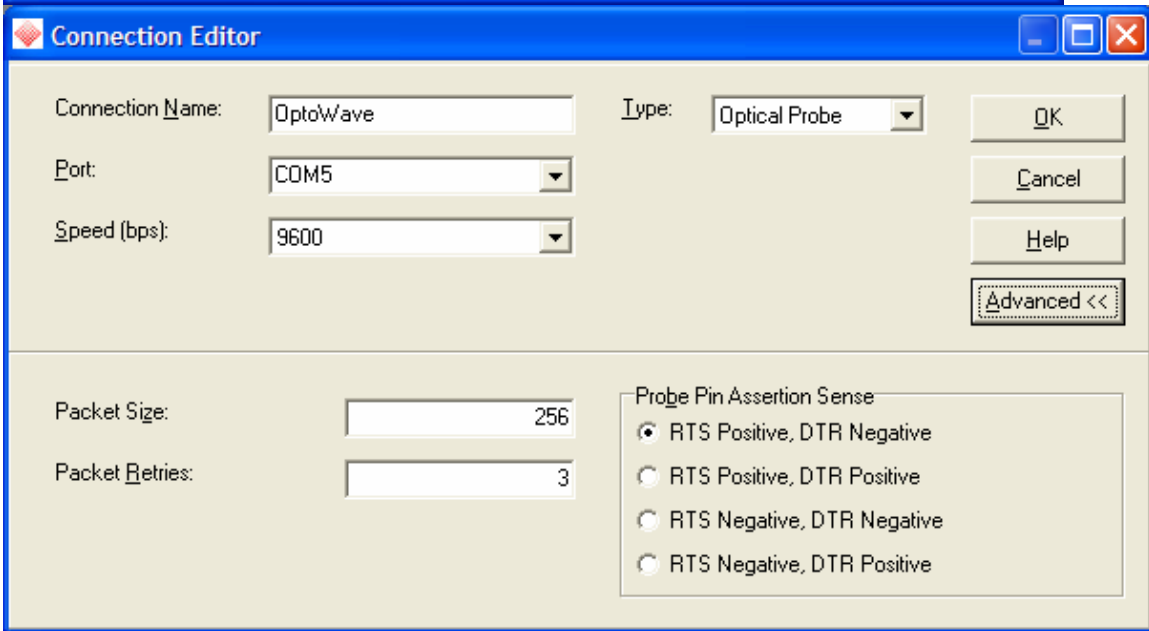 Connection Editor
Connection Name: OptoWave Type: Optical Probe OK
Port: COM5 Cancel
Speed (bps): 9600 Help
Advanced <<
Packet Size: 256
Packet Retries: 3
Probe Pin Assertion Sense
RTS Positive, DTR Negative
RTS Positive, DTR Positive
RTS Negative, DTR Negative
RTS Negative, DTR Positive